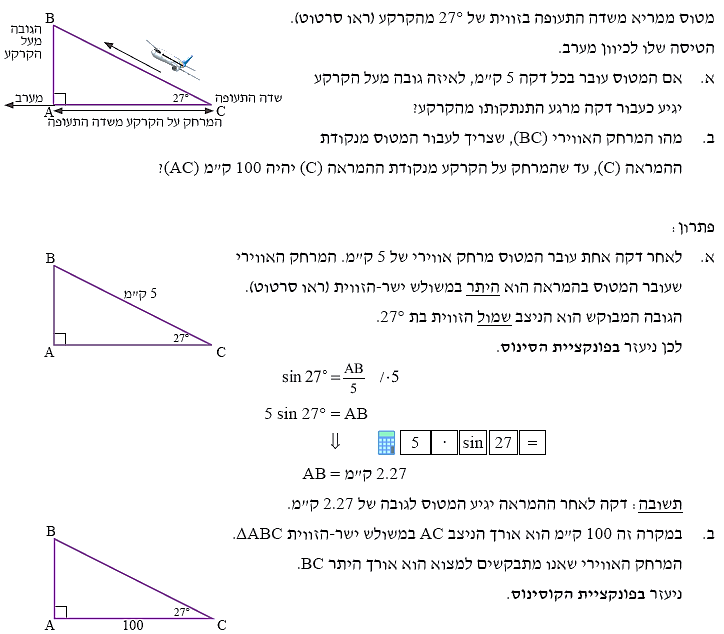 מטוס ממריא משדה התעופה בזווית של 27° מהקרקע (ראו סרטוט).
הטיסה שלו לכיוון מערב.
א. אם המטוס עובר בכל דקה 5 ק״מ, לאיזה גובה מעל הקרקע
יגיע כעבור דקה מרגע התנתקותו מהקרקע?
ב. מהו המרחק האווירי (BC), שצריך לעבור המטוס מנקודת
ההמראה (C), עד שהמרחק על הקרקע מנקודת ההמראה (C) יהיה 100 ק״מ (AC)?
B
הגובה
מעל
הקרקע
27°
שדה התעופה
מערב
A
C
המרחק על הקרקע משדה התעופה
פתרון:
א. לאחר דקה אחת עובר המטוס מרחק אווירי של 5 ק״מ. המרחק האווירי
שעובר המטוס בהמראה הוא היתר במשולש ישר-הזווית (ראו סרטוט).
הגובה המבוקש הוא הניצב שמול הזווית בת 27°.
לכן ניעזר בפונקציית הסינוס.
B
5 ק״מ
27°
A
C
sin 27° = AB/5 /·5
5 sin 27° = AB
⇓ 5 · sin 27 =
AB = 2.27 ק״מ
תשובה: דקה לאחר ההמראה יגיע המטוס לגובה של 2.27 ק״מ.
ב. במקרה זה 100 ק״מ הוא אורך הניצב AC במשולש ישר-הזווית ΔABC.
המרחק האווירי שאנו מתבקשים למצוא הוא אורך היתר BC.
ניעזר בפונקציית הקוסינוס.
B
27°
A
100
C